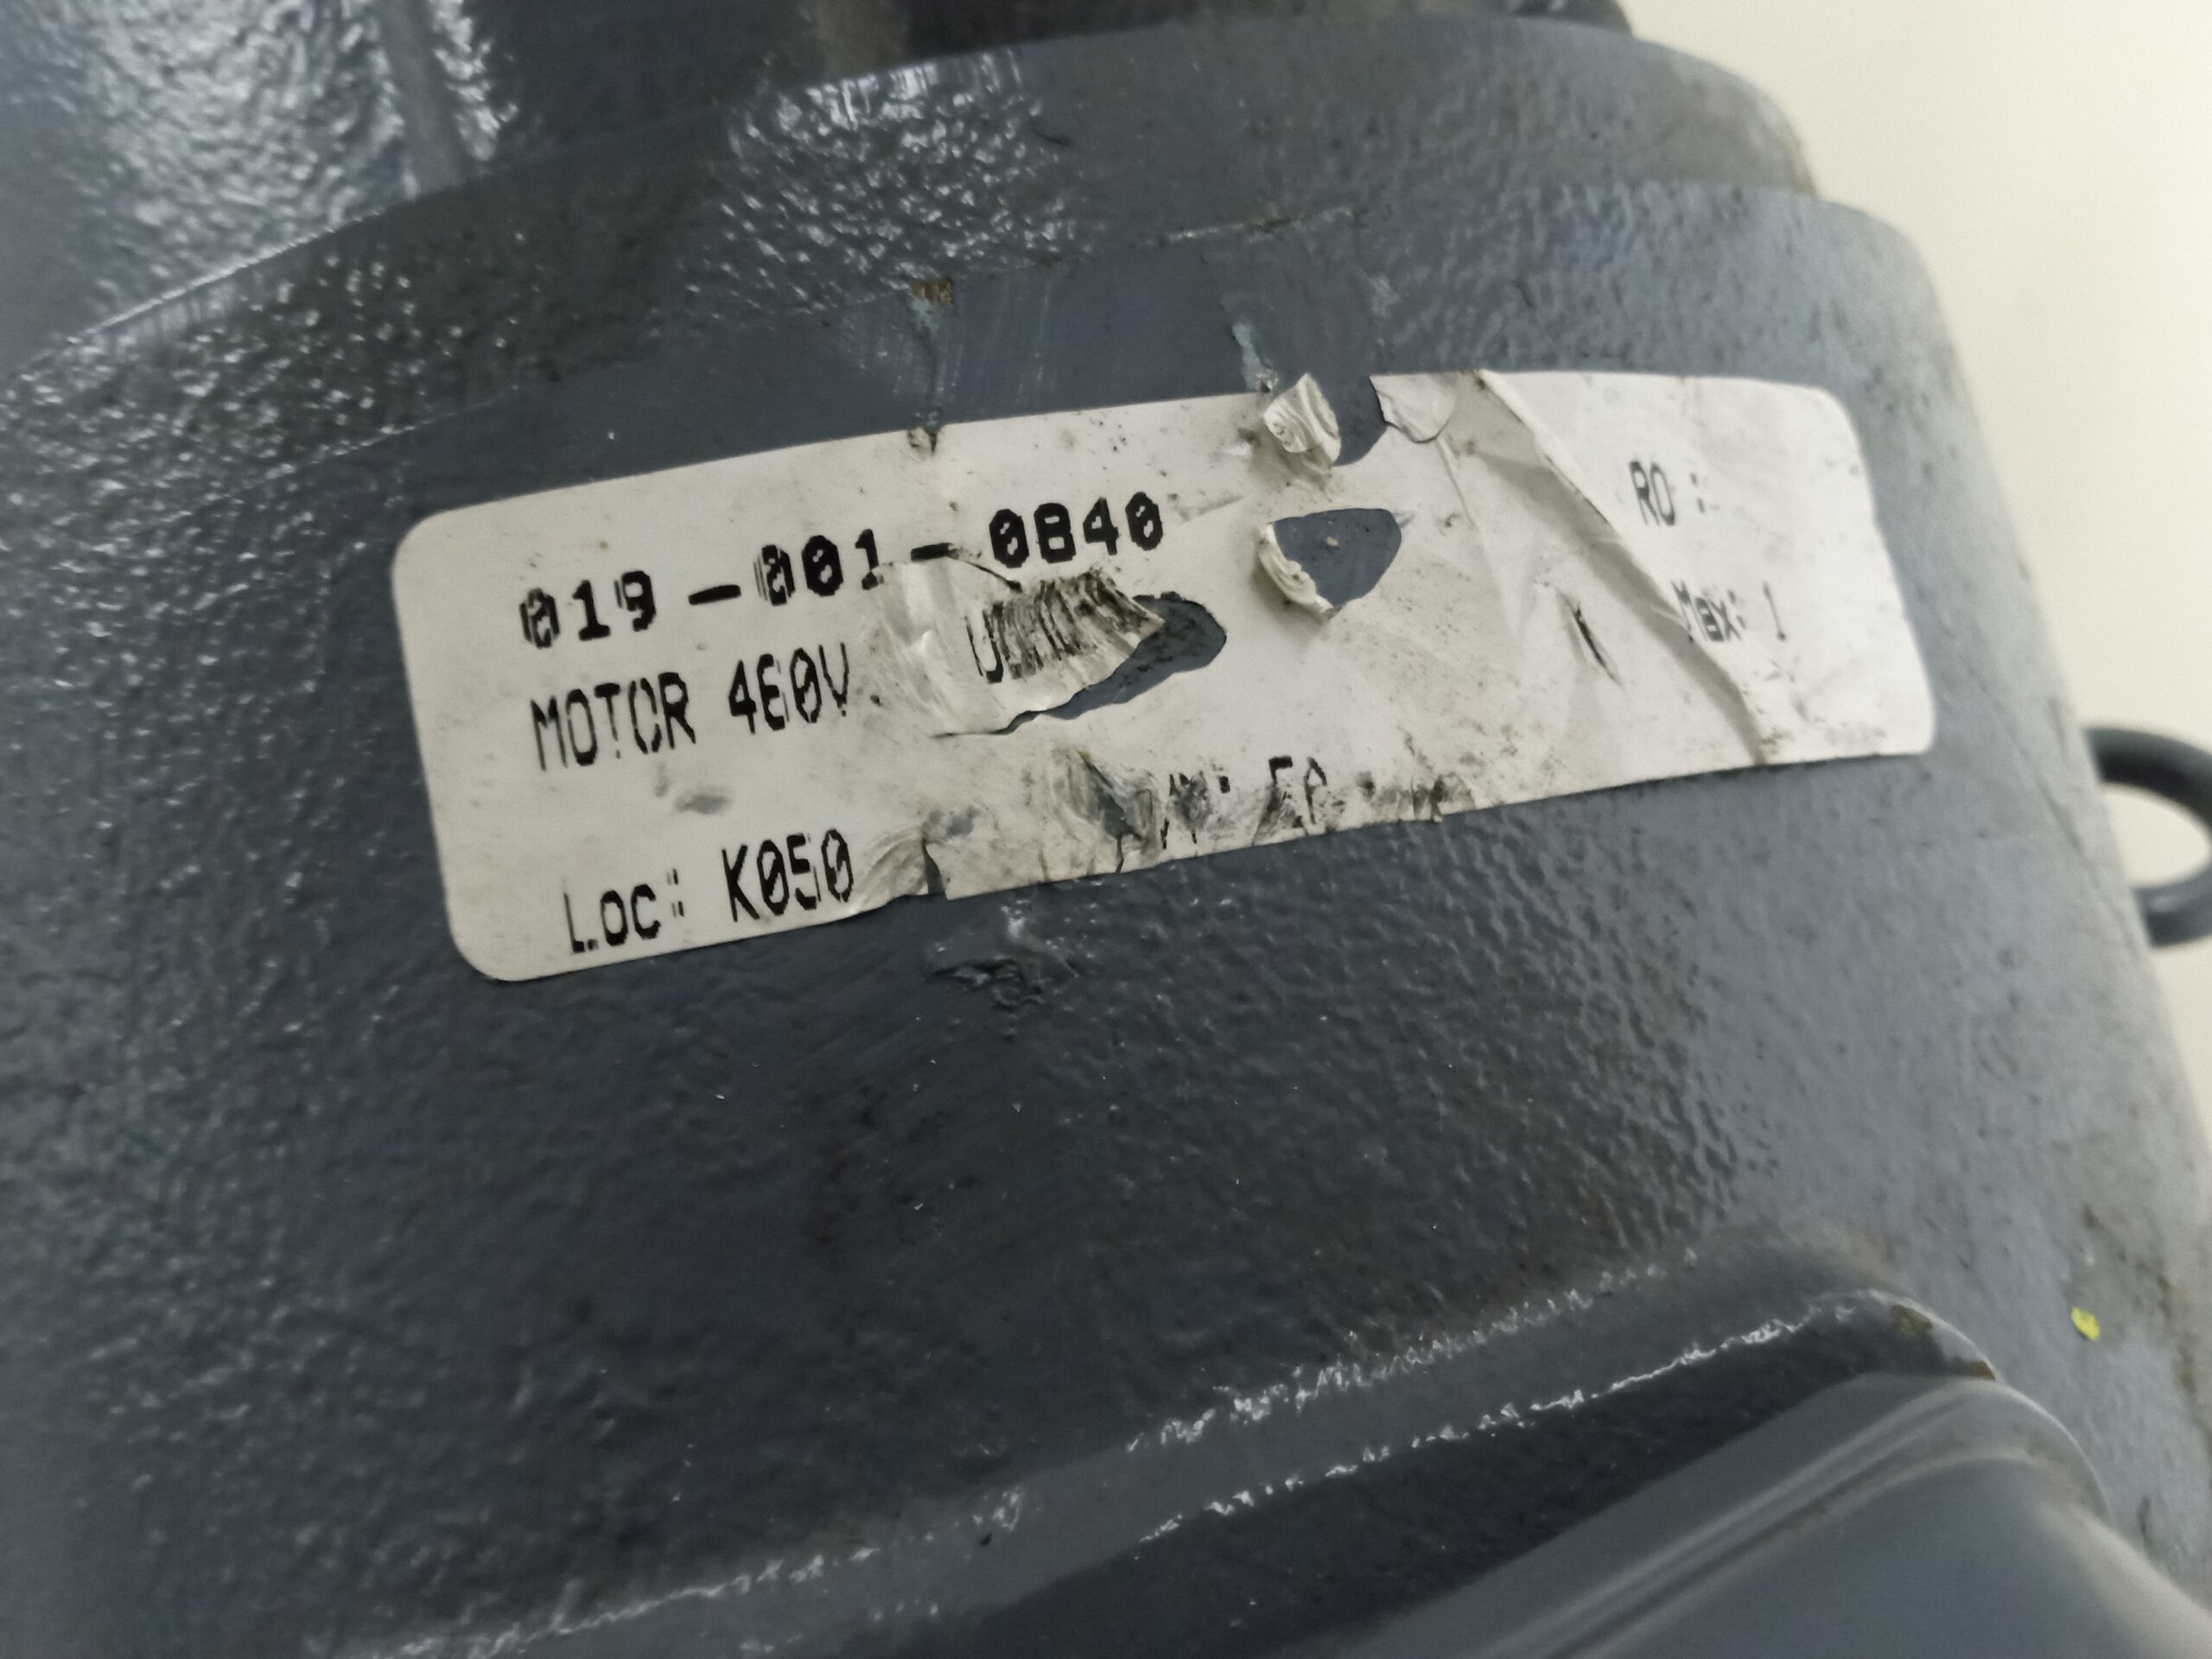 019-001-0840
RO :
MOTOR 460V
Max: 1
Loc: K050